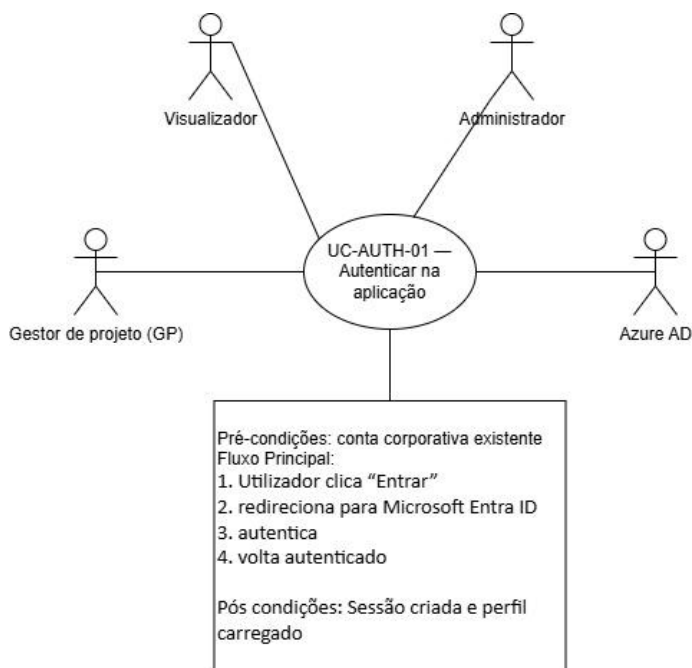 Visualizador
Administrador
UC-AUTH-01 —
Autenticar na
aplicação
Gestor de projeto (GP)
Azure AD
Pré-condições: conta corporativa existente
Fluxo Principal:
1. Utilizador clica “Entrar”
2. redireciona para Microsoft Entra ID
3. autentica
4. volta autenticado
Pós condições: Sessão criada e perfil
carregado